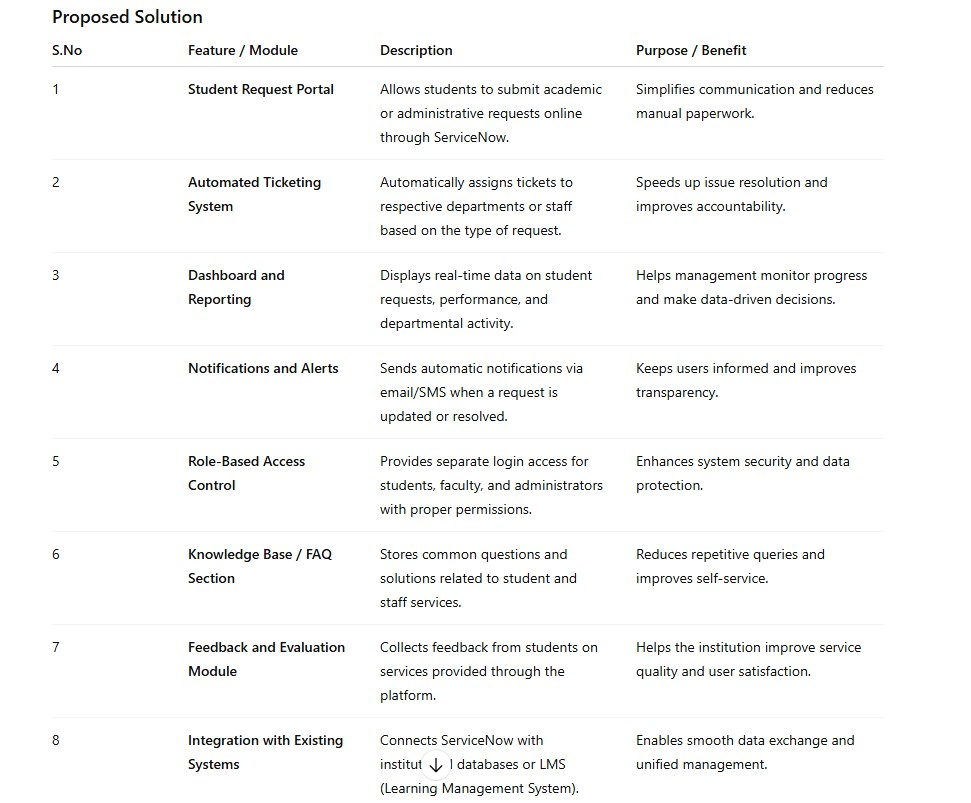 Proposed Solution
S.No Feature / Module Description Purpose / Benefit
1 Student Request Portal Allows students to submit academic Simplifies communication and reduces
or administrative requests online manual paperwork.
through ServiceNow.
2 Automated Ticketing Automatically assigns tickets to Speeds up issue resolution and
System respective departments or staff improves accountability.
based on the type of request.
3 Dashboard and Displays real-time data on student Helps management monitor progress
Reporting requests, performance, and and make data-driven decisions.
departmental activity.
4 Notifications and Alerts Sends automatic notifications via Keeps users informed and improves
email/SMS when a request is transparency.
updated or resolved.
5 Role-Based Access Provides separate login access for Enhances system security and data
Control students, faculty, and administrators protection.
with proper permissions.
6 Knowledge Base / FAQ Stores common questions and Reduces repetitive queries and
Section solutions related to student and improves self-service.
staff services.
7 Feedback and Evaluation Collects feedback from students on Helps the institution improve service
Module services provided through the quality and user satisfaction.
platform.
8 Integration with Existing Connects ServiceNow with Enables smooth data exchange and
Systems databases or LMS unified management.
(Learning Management System).